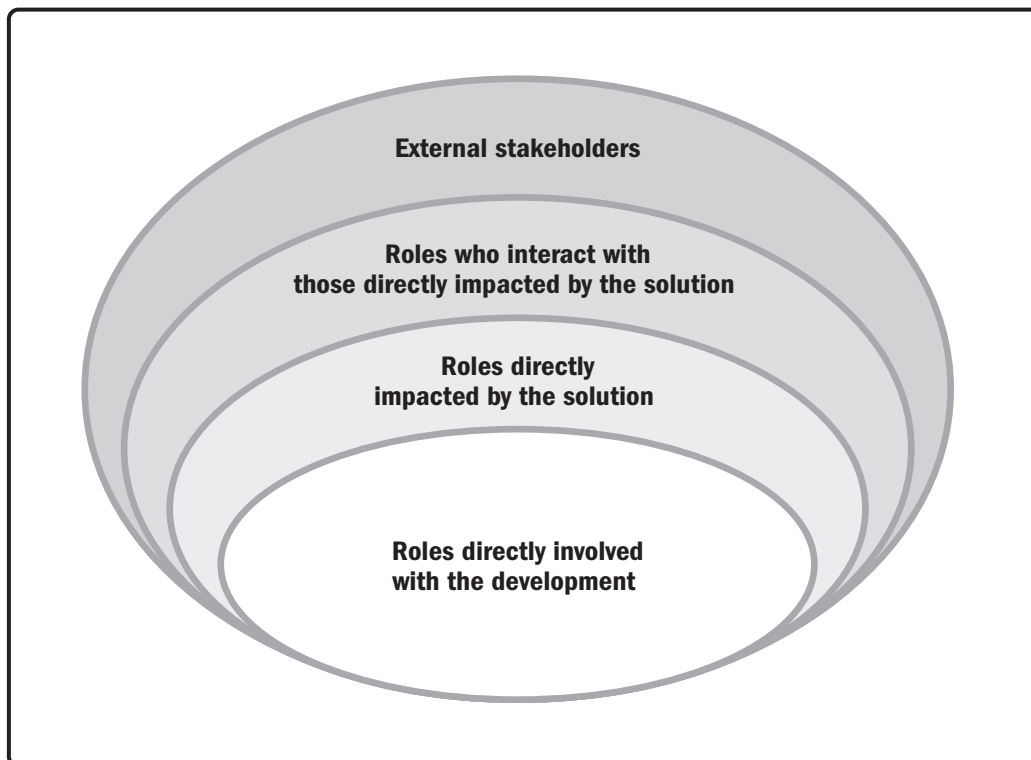 External stakeholders
Roles who interact with
those directly impacted by the solution
Roles directly
impacted by the solution
Roles directly involved
with the development